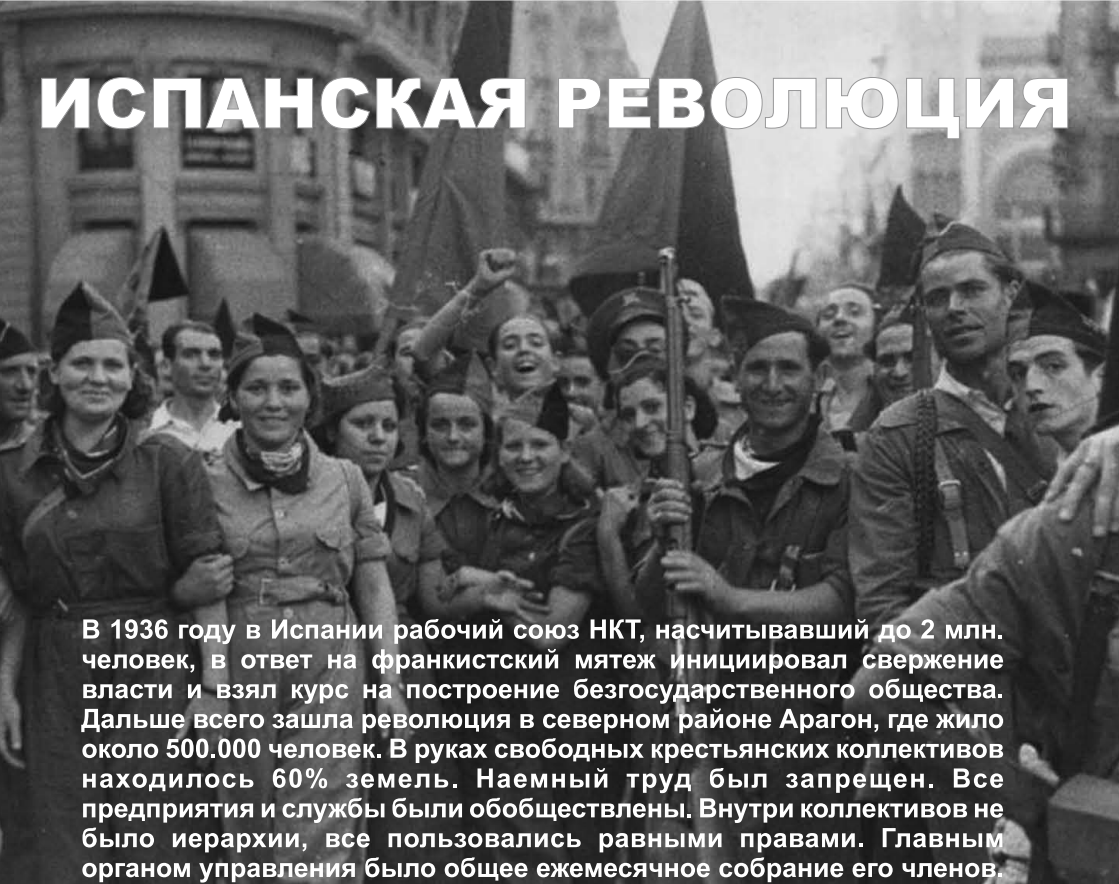 ИСПАНСКАЯ РЕВОЛЮЦИЯ
В 1936 году в Испании рабочий союз НКТ, насчитывавший до 2 млн.
человек, в ответ на франкистский мятеж инициировал свержение
власти и взял курс на построение безгосударственного общества.
Дальше всего зашла революция в северном районе Арагон, где жило
около 500.000 человек. В руках свободных крестьянских коллективов
находилось 60% земель. Наемный труд был запрещен. Все
предприятия и службы были обобществлены. Внутри коллективов не
было иерархии, все пользовались равными правами. Главным
органом управления было общее ежемесячное собрание его членов.